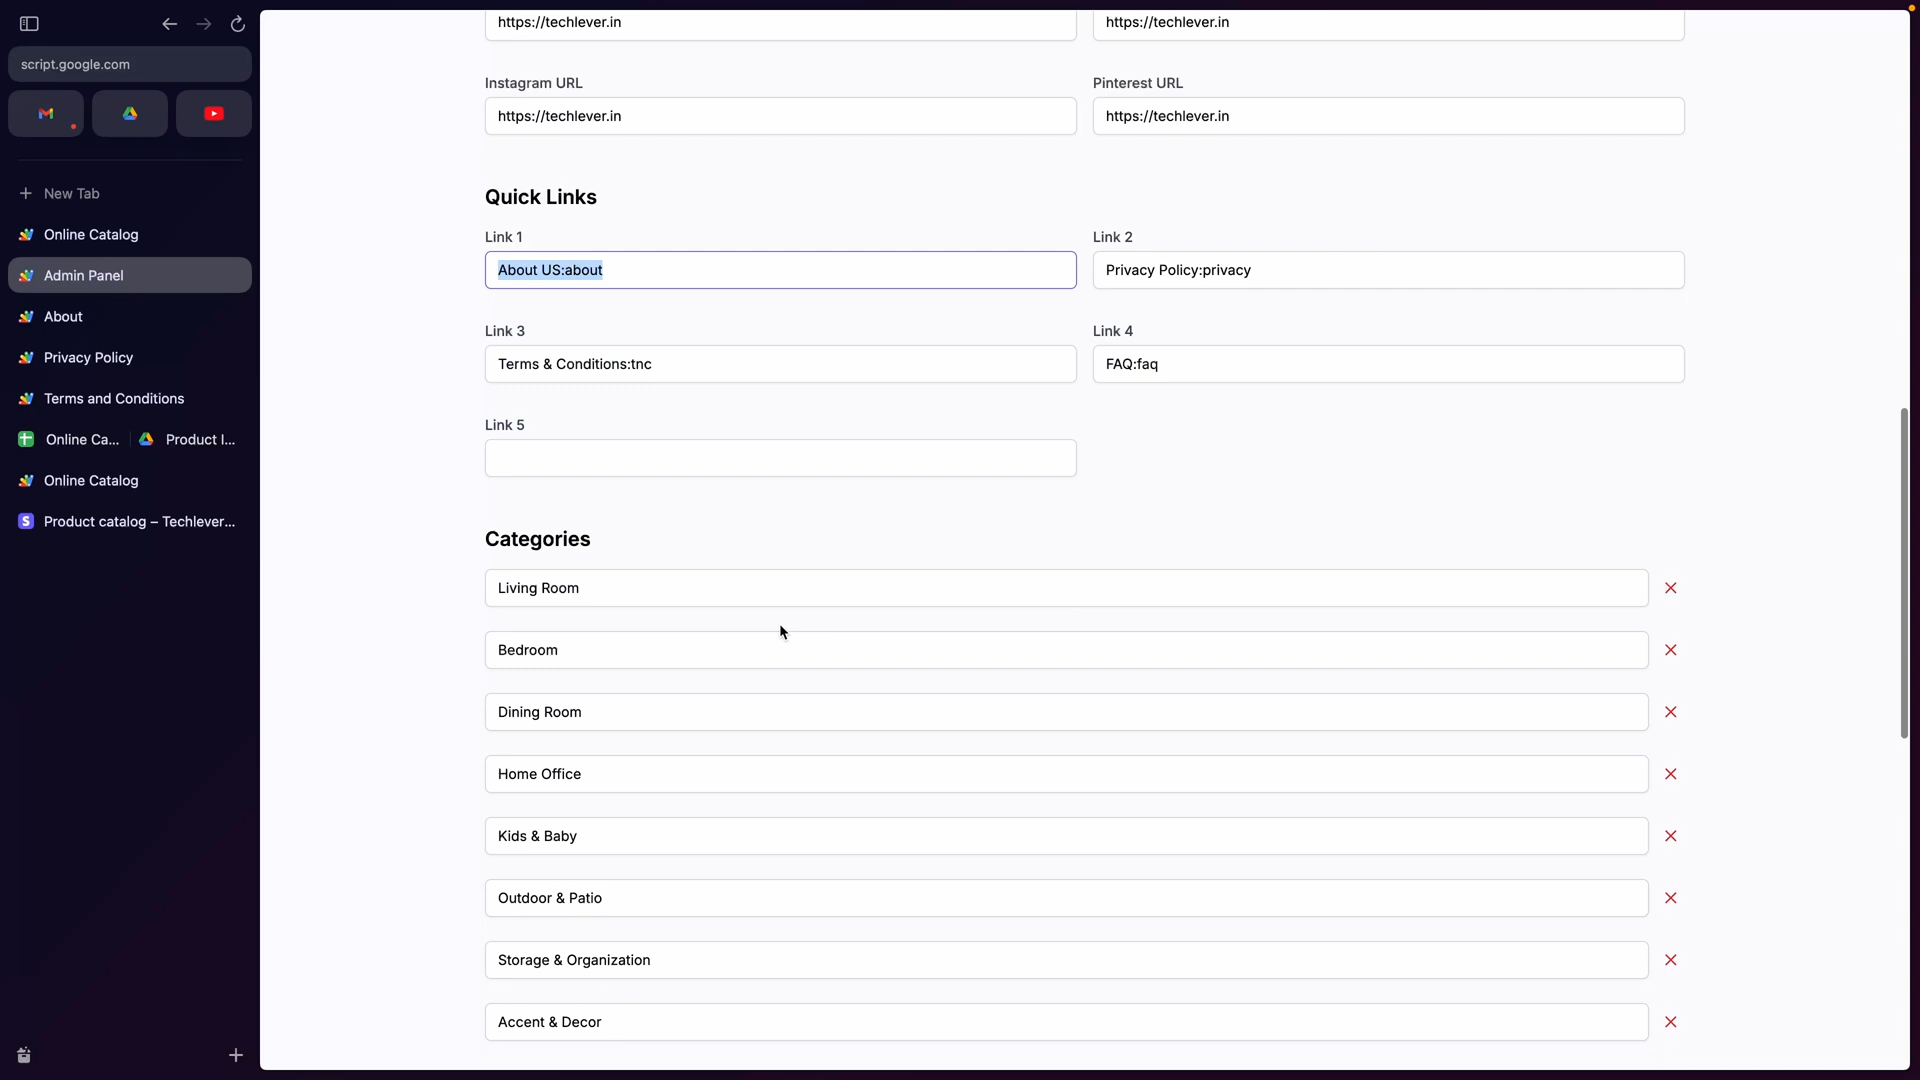 script.google.com
New Tab
Online Catalog
Admin Panel
About
Privacy Policy
Terms and Conditions
Online Ca... Product I...
Online Catalog
S Product catalog – Techlever...
https://techlever.in https://techlever.in
Instagram URL Pinterest URL
https://techlever.in https://techlever.in
Quick Links
Link 1 Link 2
About US:about Privacy Policy:privacy
Link 3 Link 4
Terms & Conditions:tnc FAQ:faq
Link 5
Categories
Living Room
Bedroom
Dining Room
Home Office
Kids & Baby
Outdoor & Patio
Storage & Organization
Accent & Decor